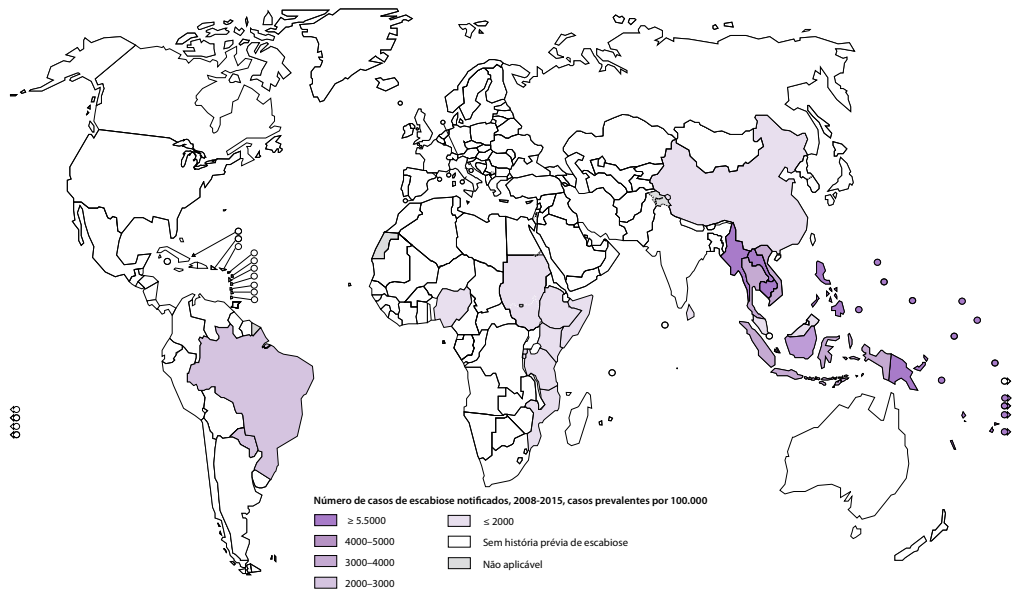 Número de casos de escabiose notificados, 2008-2015, casos prevalentes por 100.000
≥ 5.5000
4000–5000
3000–4000
2000–3000
≤ 2000
Sem história prévia de escabiose
Não aplicável